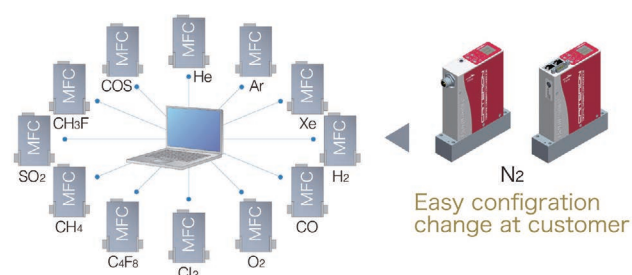 MFC
He
MFC
Ar
MFC
Xe
MFC
H2
MFC
CO
MFC
O2
MFC
Cl2
MFC
C4F8
MFC
CH4
MFC
SO2
MFC
CH3F
MFC
COS
CRITERION
N2
Easy configration
change at customer